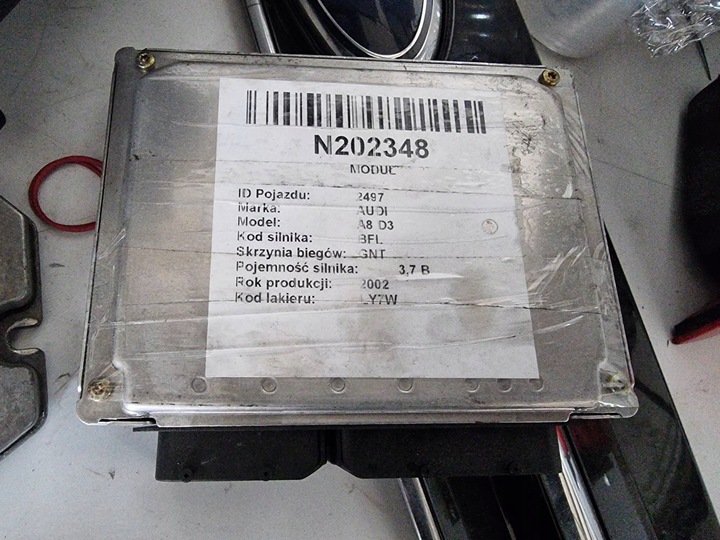 N202348
MODUŁ
ID Pojazdu: 2497
Marka: AUDI
Model: A8 D3
Kod silnika: BFL
Skrzynia biegów: GNT
Pojemność silnika: 3,7 B
Rok produkcji: 2002
Kod lakieru: LY7W